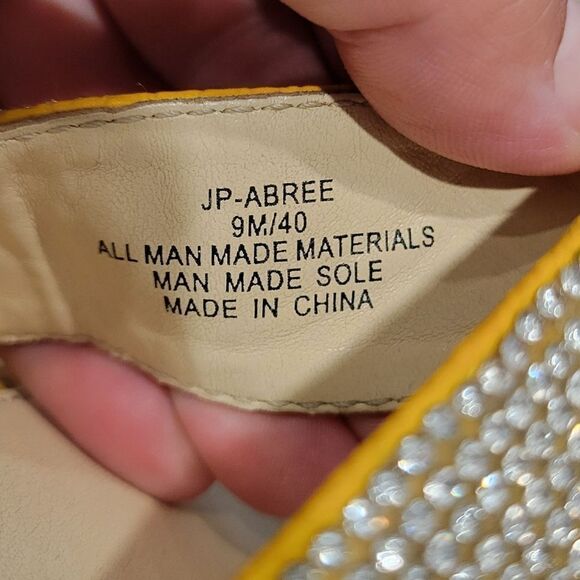 JP-ABREE
9M/40
ALL MAN MADE MATERIALS
MAN MADE SOLE
MADE IN CHINA